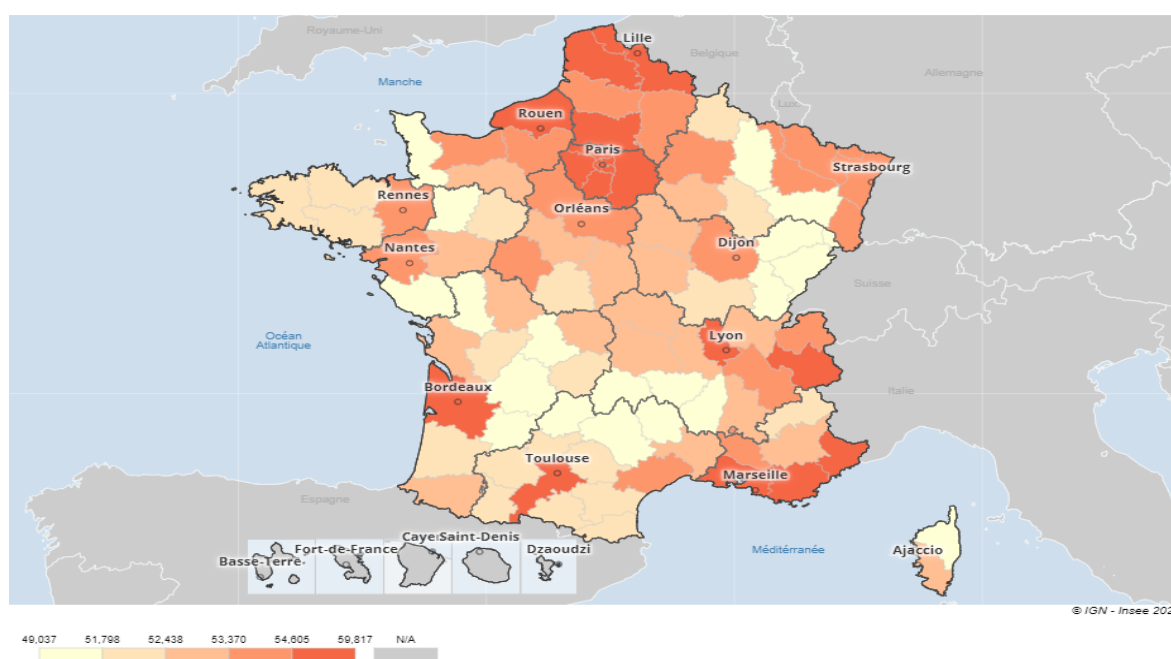 Royaume-Uni
Lille
Belgique
Allemagne
Manche
Lux.
Rouen
Paris
Strasbourg
Rennes
Orléans
Nantes
Dijon
Suisse
Océan
Atlantique
Lyon
Italie
Bordeaux
Toulouse
Marseille
Espagne
Méditérranée
Ajaccio
Basse-Terre
Fort-de-France
Saint-Denis
Dzaoudzi
© IGN - Insee 202
49,037 51,798 52,438 53,370 54,605 59,817 N/A